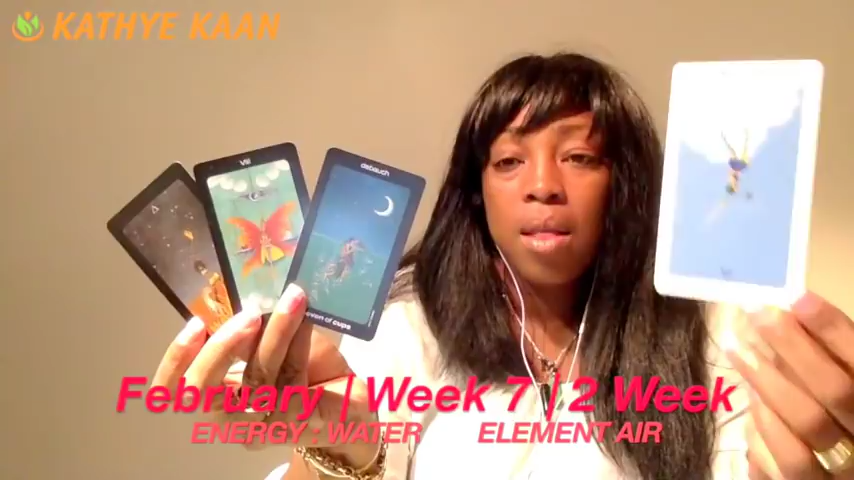 KATHYE KAAN
VIII
debauch
seven of cups
February | Week 7 | 2 Week
ENERGY : WATER ELEMENT AIR